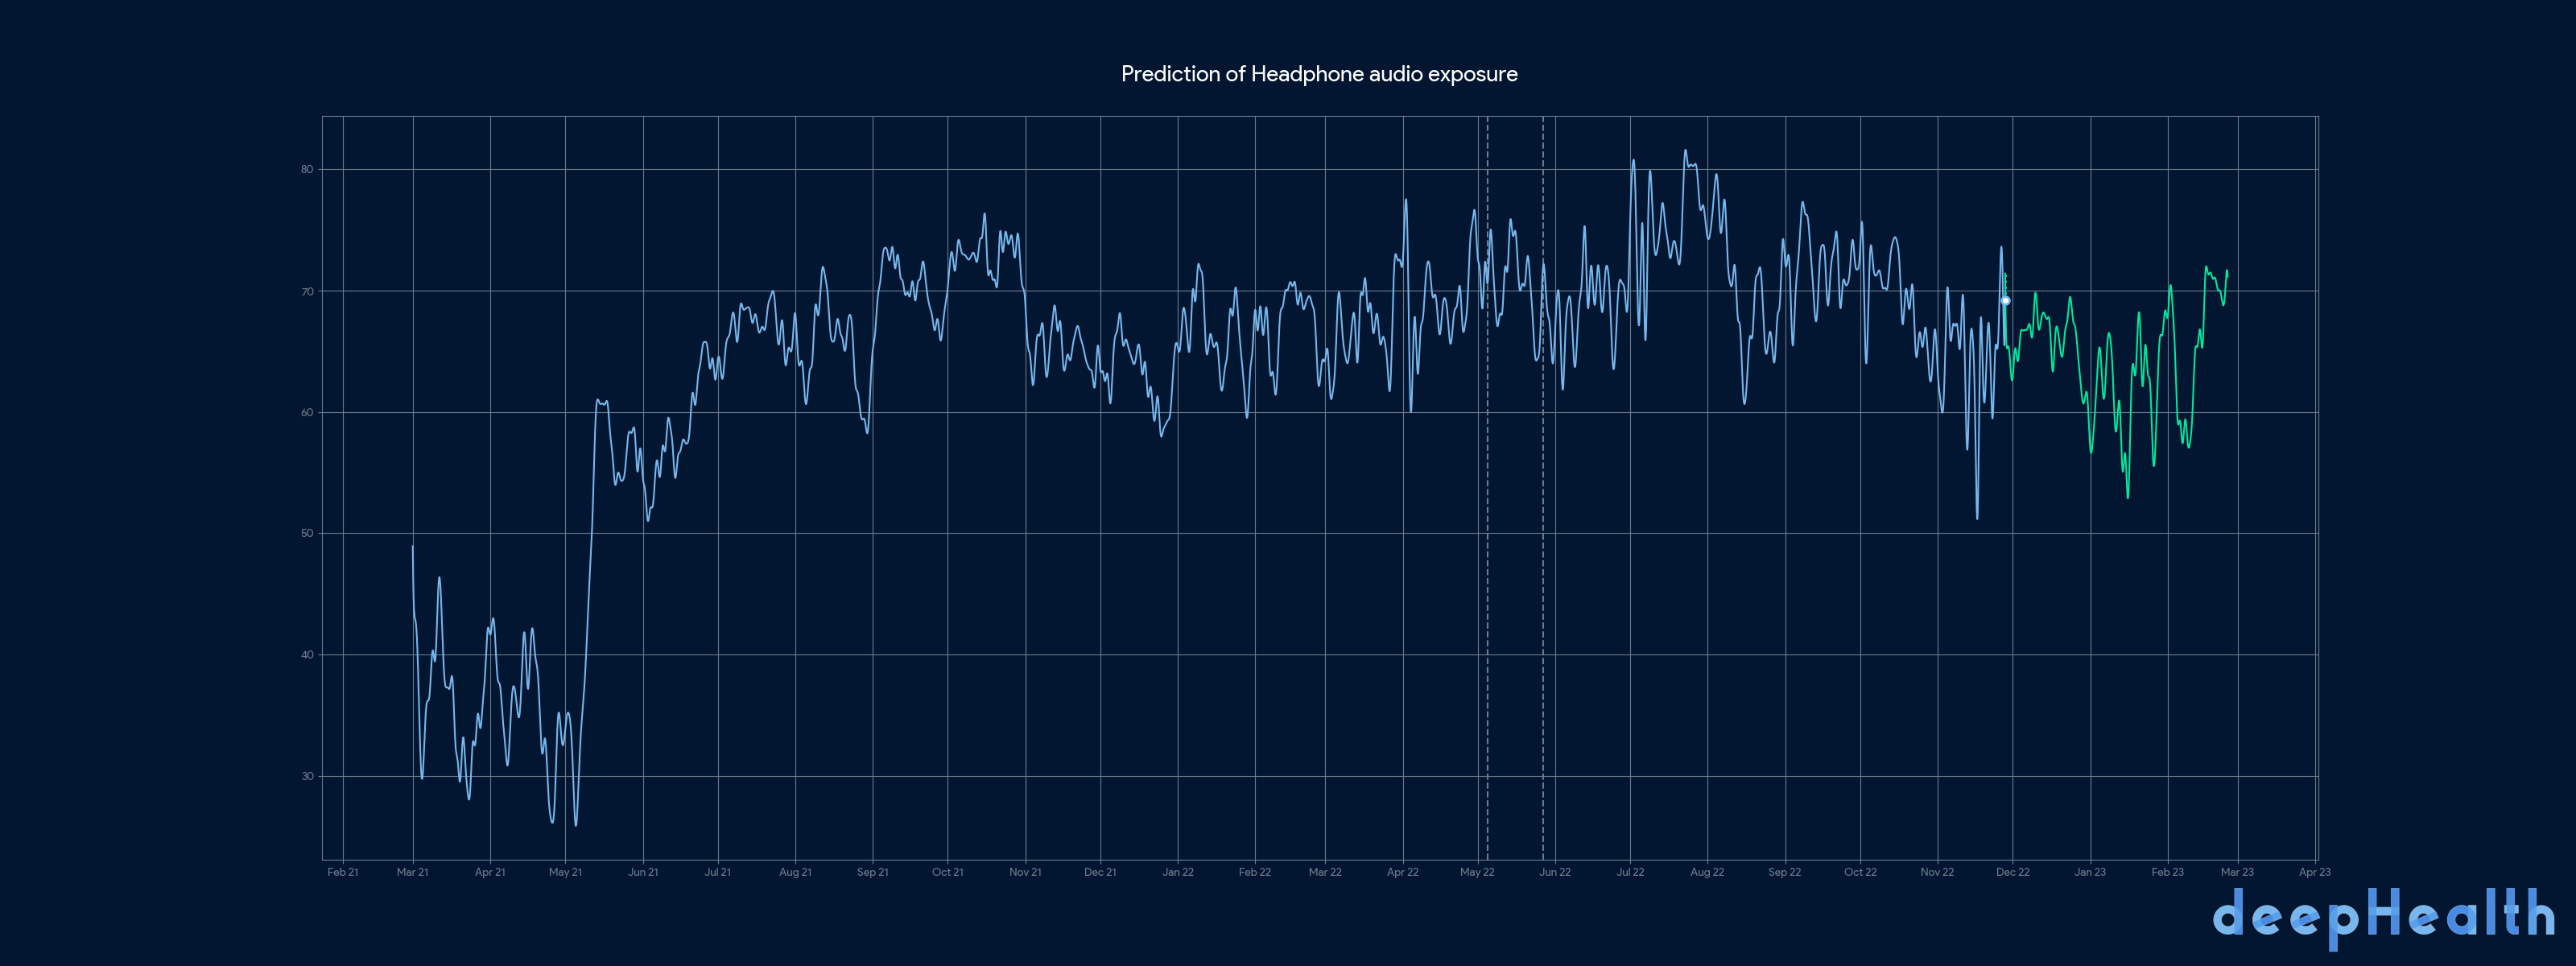 Prediction of Headphone audio exposure
80
70
60
50
40
30
Feb 21 Mar 21 Apr 21 May 21 Jun 21 Jul 21 Aug 21 Sep 21 Oct 21 Nov 21 Dec 21 Jan 22 Feb 22 Mar 22 Apr 22 May 22 Jun 22 Jul 22 Aug 22 Sep 22 Oct 22 Nov 22 Dec 22 Jan 23 Feb 23 Mar 23 Apr 23
deepHealth